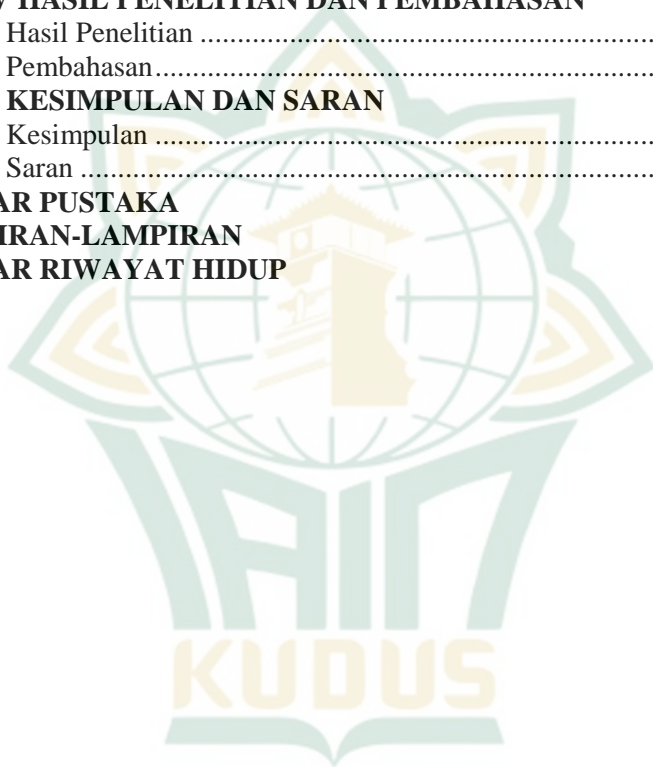 HASIL PENELITIAN DAN PEMBAHASAN
Hasil Penelitian ............................................................................
Pembahasan...................................................................................
KESIMPULAN DAN SARAN
Kesimpulan ...................................................................................
Saran .............................................................................................
AR PUSTAKA
IRAN-LAMPIRAN
AR RIWAYAT HIDUP
IAIN
KUDUS